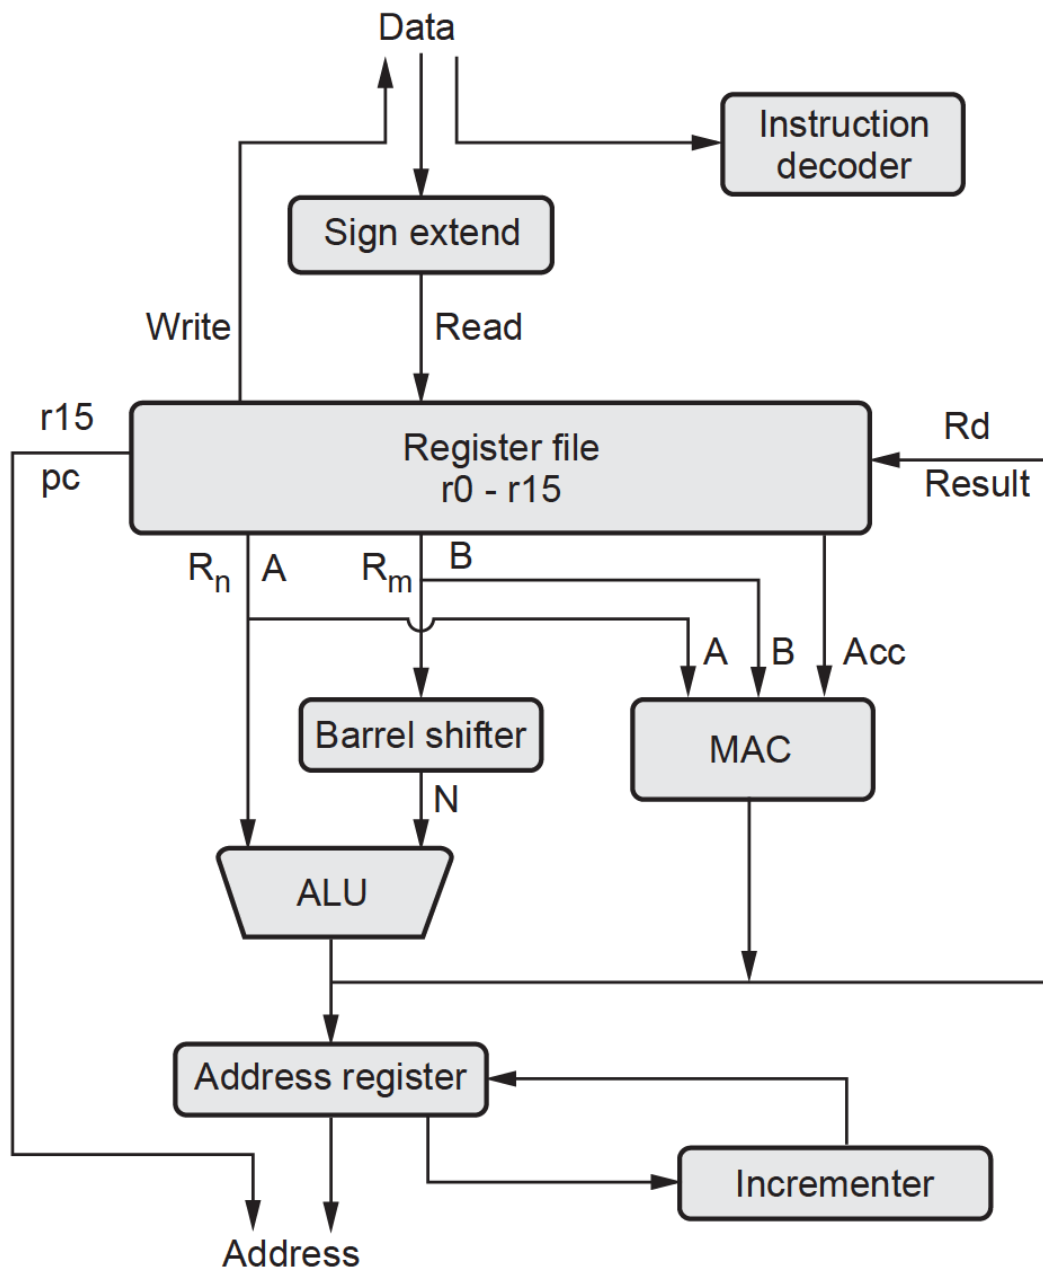 Data
Instruction
decoder
Sign extend
Write
Read
r15
pc
Register file
r0 - r15
Rd
Result
Rn
A
Rm
B
A
B
Acc
Barrel shifter
MAC
N
ALU
Address register
Incrementer
Address